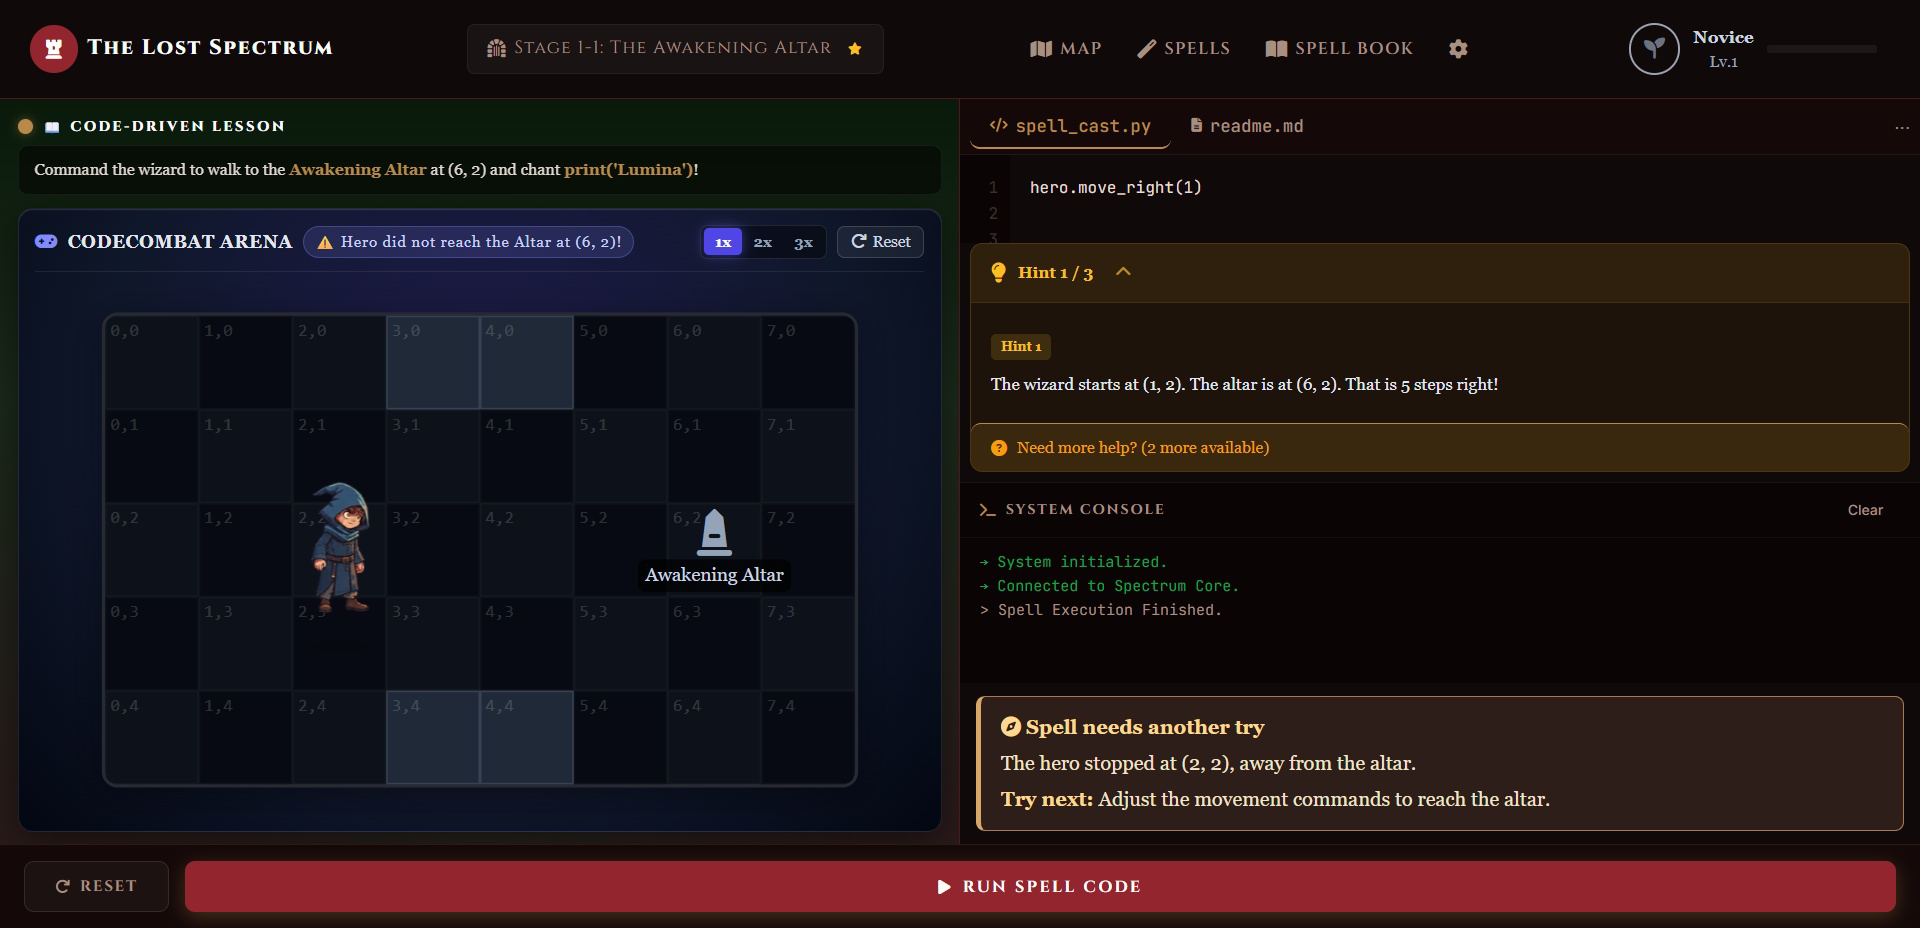 The Lost Spectrum
Stage 1-1: The Awakening Altar
MAP
SPELLS
SPELL BOOK
Novice
Lv.1
CODE-DRIVEN LESSON
Command the wizard to walk to the Awakening Altar at (6, 2) and chant print('Lumina')!
CODECOMBAT ARENA
Hero did not reach the Altar at (6, 2)!
1x
2x
3x
Reset
0,0 1,0 2,0 3,0 4,0 5,0 6,0 7,0
0,1 1,1 2,1 3,1 4,1 5,1 6,1 7,1
0,2 1,2 2,2 3,2 4,2 5,2 6,2 7,2
Awakening Altar
0,3 1,3 2,3 3,3 4,3 5,3 6,3 7,3
0,4 1,4 2,4 3,4 4,4 5,4 6,4 7,4
</> spell_cast.py
readme.md
...
1 hero.move_right(1)
2
3
Hint 1 / 3
Hint 1
The wizard starts at (1, 2). The altar is at (6, 2). That is 5 steps right!
Need more help? (2 more available)
SYSTEM CONSOLE
Clear
→ System initialized.
→ Connected to Spectrum Core.
> Spell Execution Finished.
Spell needs another try
The hero stopped at (2, 2), away from the altar.
Try next: Adjust the movement commands to reach the altar.
RESET
RUN SPELL CODE